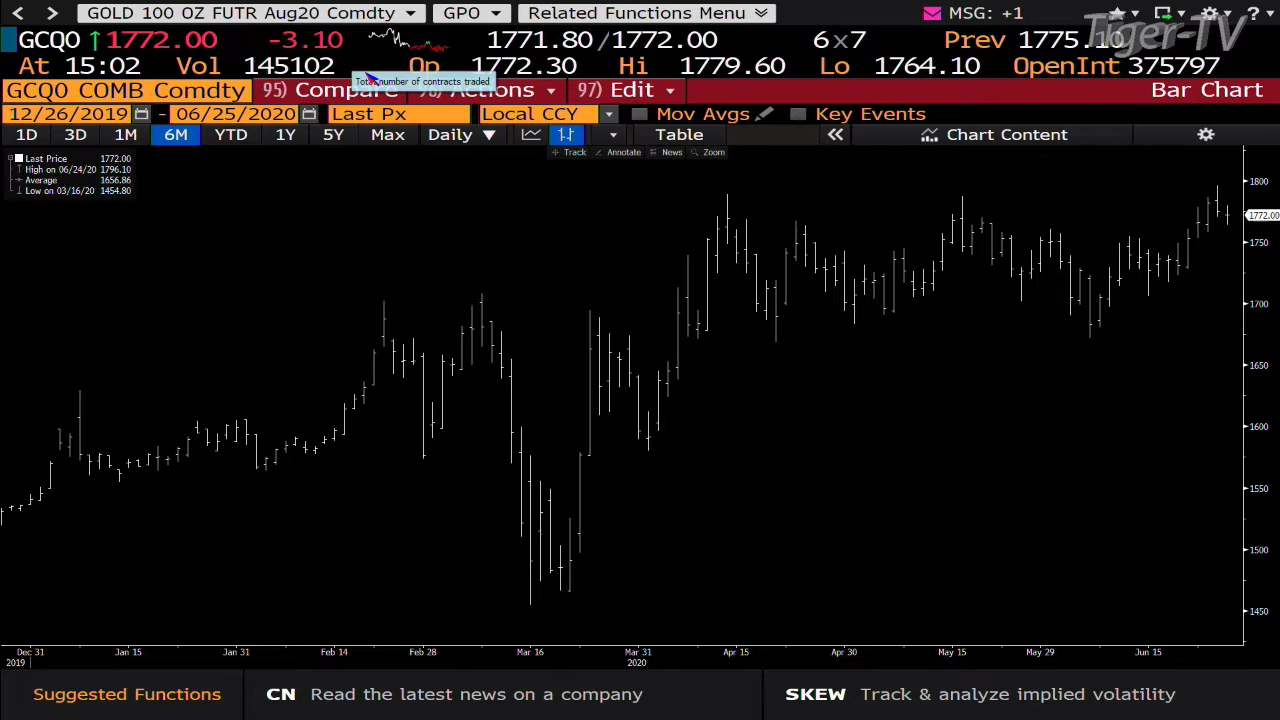 GOLD 100 OZ FUTR Aug20 Comdty GPO Related Functions Menu MSG: +1
Tiger-TV
GCQ0 ↑1772.00 -3.10 1771.80 /1772.00 6x7 Prev 1775.10
At 15:02 Vol 145102 Op 1772.30 Hi 1779.60 Lo 1764.10 OpenInt 375797
Total number of contracts traded
GCQ0 COMB Comdty 95) Compare 96) Actions 97) Edit Bar Chart
12/26/2019 - 06/25/2020 Last Px Local CCY Mov Avgs Key Events
1D 3D 1M 6M YTD 1Y 5Y Max Daily ▼ Table « Chart Content
Track Annotate News Zoom
Last Price 1772.00
High on 06/24/20 1796.10
Average 1656.86
Low on 03/16/20 1454.80
1800
1772.00
1750
1700
1650
1600
1550
1500
1450
Dec 31 Jan 15 Jan 31 Feb 14 Feb 28 Mar 16 Mar 31 Apr 15 Apr 30 May 15 May 29 Jun 15
2019 2020
Suggested Functions CN Read the latest news on a company SKEW Track & analyze implied volatility